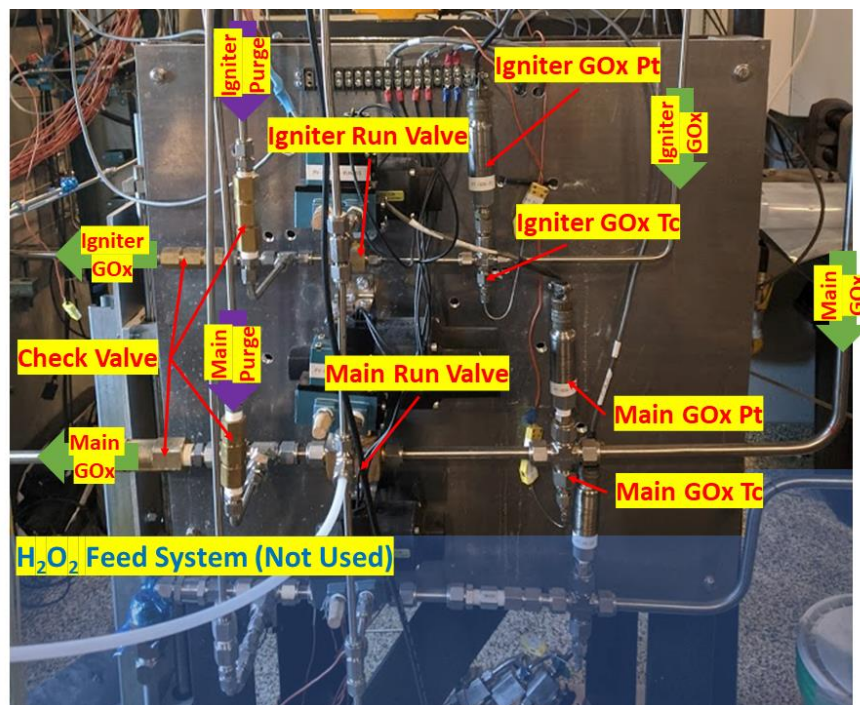 Igniter
Purge
Igniter GOx Pt
Igniter Run Valve
Igniter
GOx
Igniter GOx Tc
Igniter
GOx
Main
GOx
Check Valve
Main
Purge
Main Run Valve
Main GOx Pt
Main
GOx
Main GOx Tc
H₂O₂ Feed System (Not Used)